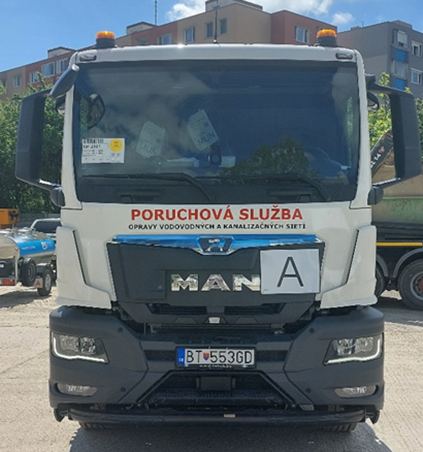 PORUCHOVÁ SLUŽBA
OPRAVY VODOVODNÝCH A KANALIZAČNÝCH SIETÍ
MAN
A
BT 553GD